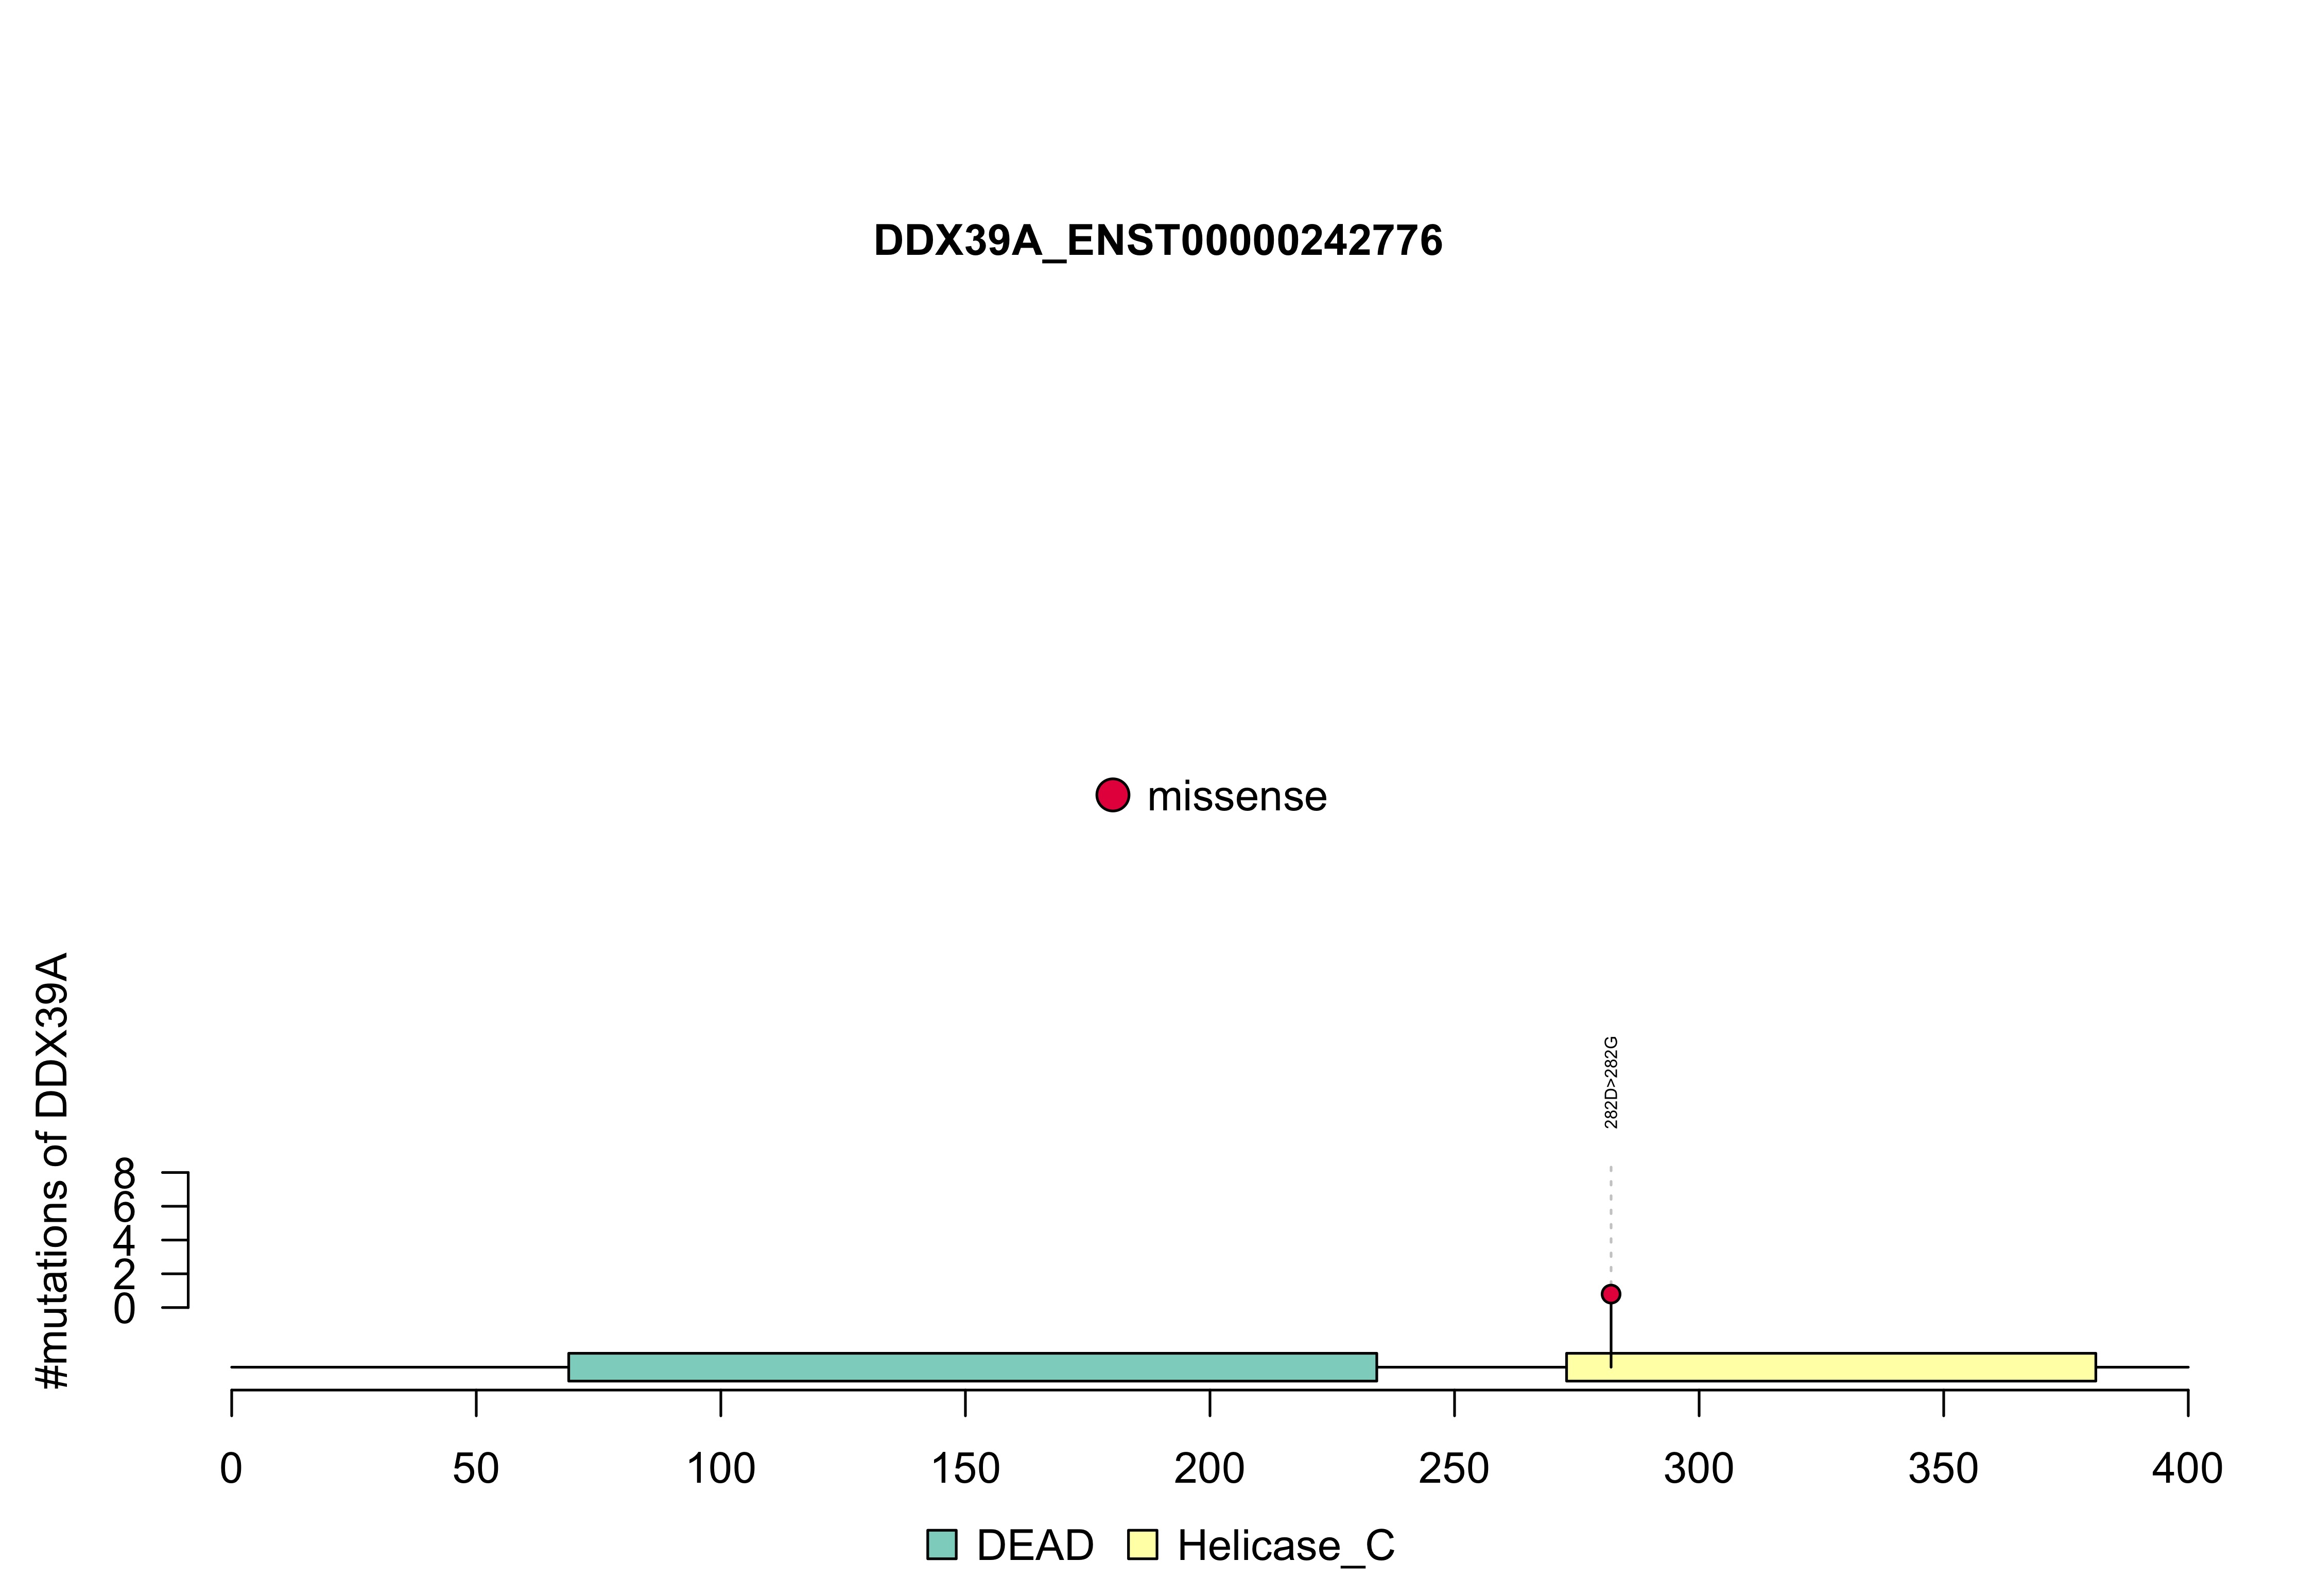 DDX39A_ENST00000242776
missense
#mutations of DDX39A
282D>282G
8
6
4
2
0
0 50 100 150 200 250 300 350 400
DEAD Helicase_C